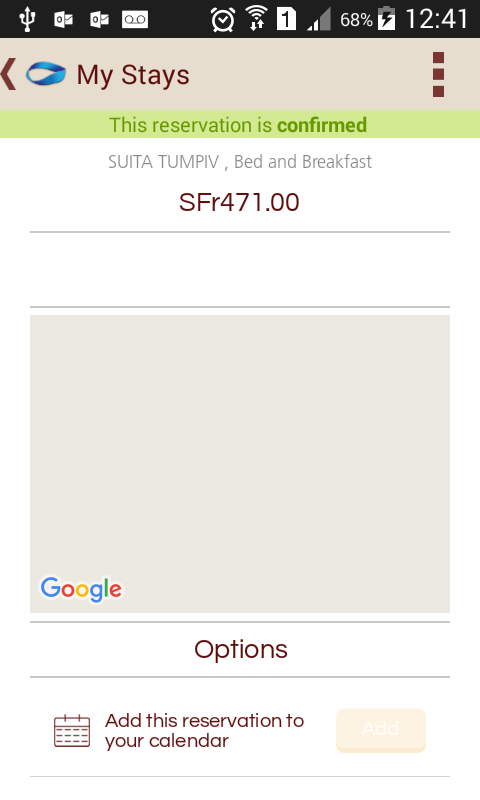 1 68% 12:41
My Stays
This reservation is confirmed
SUITA TUMPIV , Bed and Breakfast
SFr471.00
Google
Options
Add this reservation to
your calendar
Add